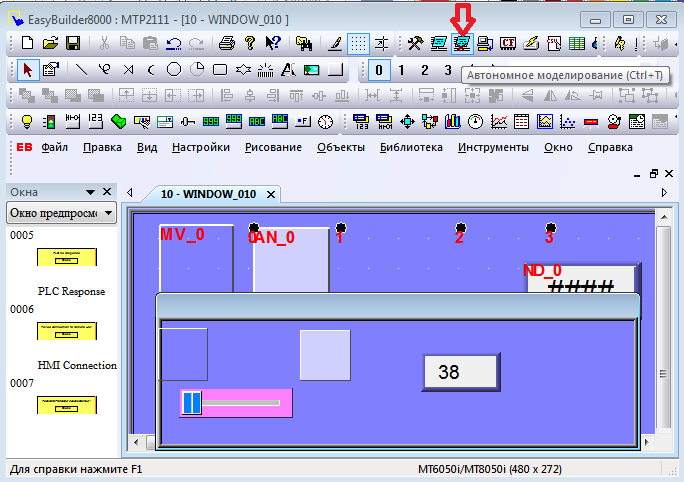 EasyBuilder8000 : MTP2111 - [10 - WINDOW_010 ]
0 1 2 3
Автономное моделирование (Ctrl+T)
EB Файл Правка Вид Настройки Рисование Объекты Библиотека Инструменты Окно Справка
Окна
10 - WINDOW_010
Окно предпросм
0005
PLC Response
0006
HMI Connection
0007
MV_0
0
AN_0
1
2
3
ND_0
####
38
Для справки нажмите F1
MT6050i/MT8050i (480 x 272)